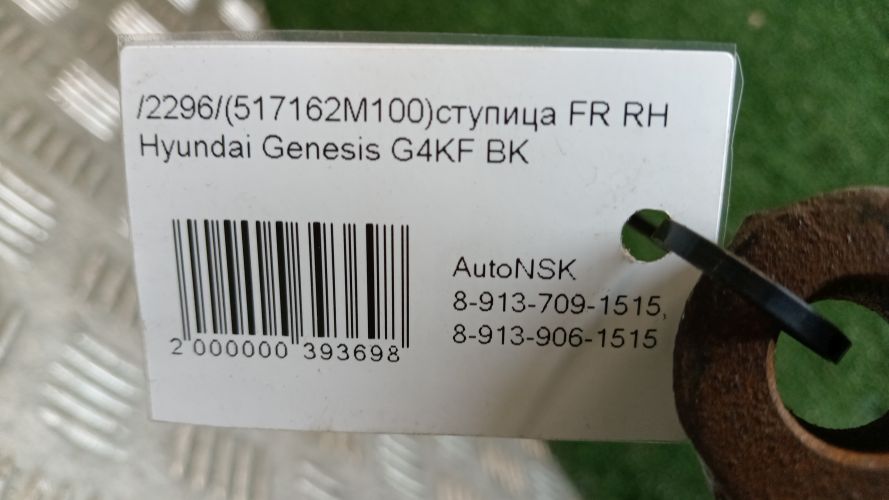 /2296/(517162M100)ступица FR RH
Hyundai Genesis G4KF BK
AutoNSK
8-913-709-1515,
8-913-906-1515
2 000000 393698